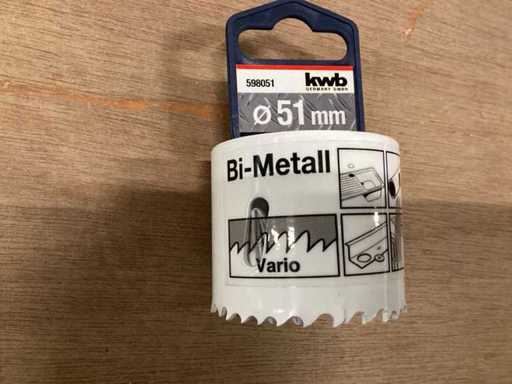 598051
kwb
GERMANY GMBH
ø 51 mm
Bi-Metall
Vario